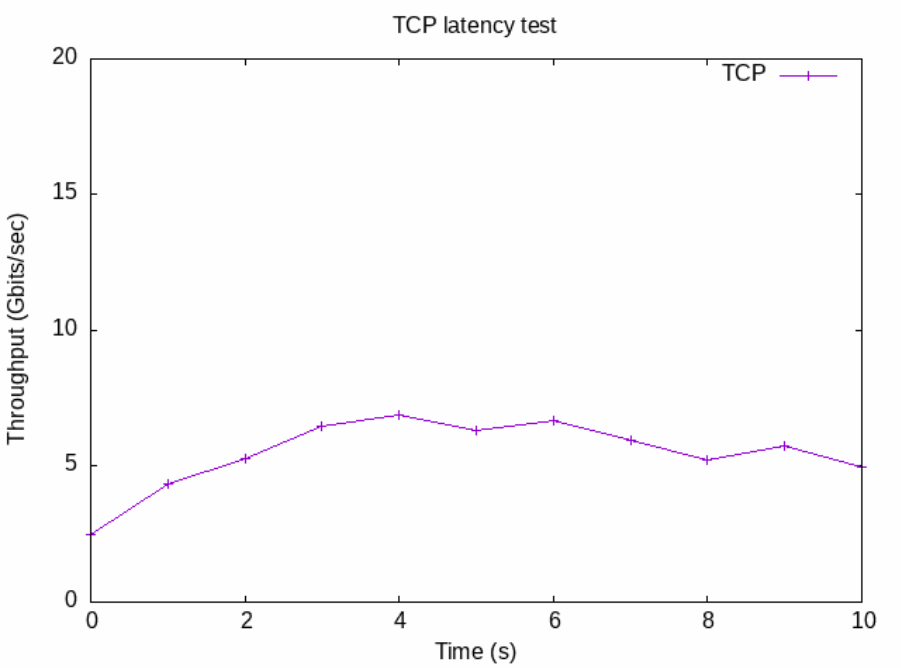 TCP latency test
TCP
20
15
10
5
0
Throughput (Gbits/sec)
0 2 4 6 8 10
Time (s)